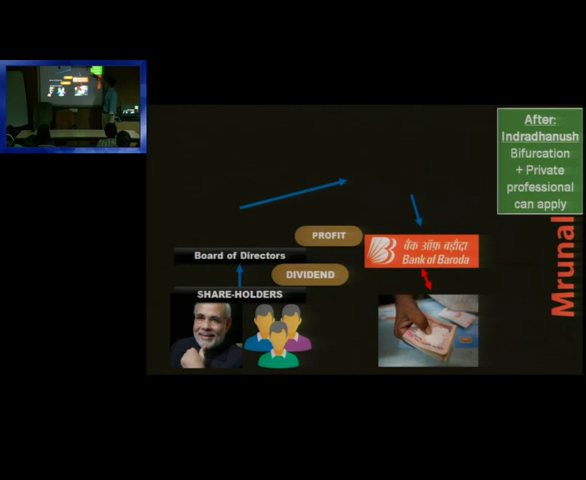 After:
Indradhanush
Bifurcation
+ Private
professional
can apply
PROFIT
बैंक ऑफ़ बड़ौदा
Bank of Baroda
Board of Directors
DIVIDEND
SHARE-HOLDERS
Mrunal